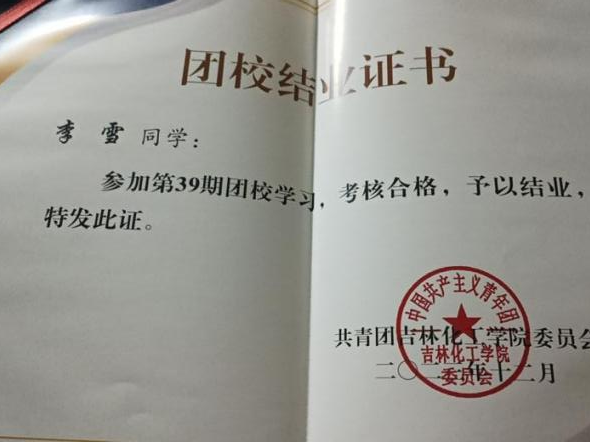 团校结业证书
李雪同学：
参加第39期团校学习，考核合格，予以结业，
特发此证。
共青团吉林化工学院委员会
二〇二 年十二月
中国共产主义青年团
吉林化工学院
委员会